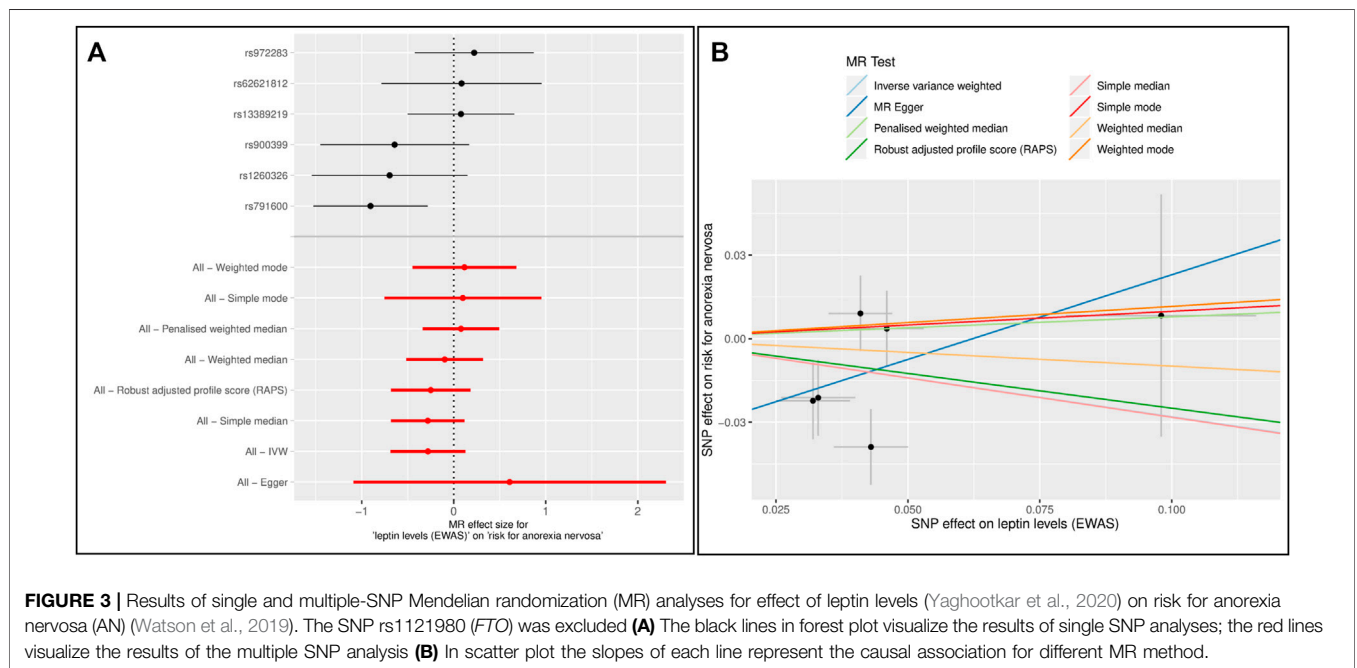 A
rs972283
rs62621812
rs13389219
rs900399
rs1260326
rs791600
All − Weighted mode
All − Simple mode
All − Penalised weighted median
All − Weighted median
All − Robust adjusted profile score (RAPS)
All − Simple median
All − IVW
All − Egger
−1 0 1 2
MR effect size for
'leptin levels (EWAS)' on 'risk for anorexia nervosa'
B
MR Test
Inverse variance weighted
MR Egger
Penalised weighted median
Robust adjusted profile score (RAPS)
Simple median
Simple mode
Weighted median
Weighted mode
SNP effect on risk for anorexia nervosa
0.03
0.00
−0.03
0.025 0.050 0.075 0.100
SNP effect on leptin levels (EWAS)
FIGURE 3 | Results of single and multiple-SNP Mendelian randomization (MR) analyses for effect of leptin levels (Yaghootkar et al., 2020) on risk for anorexia
nervosa (AN) (Watson et al., 2019). The SNP rs1121980 (FTO) was excluded (A) The black lines in forest plot visualize the results of single SNP analyses; the red lines
visualize the results of the multiple SNP analysis (B) In scatter plot the slopes of each line represent the causal association for different MR method.